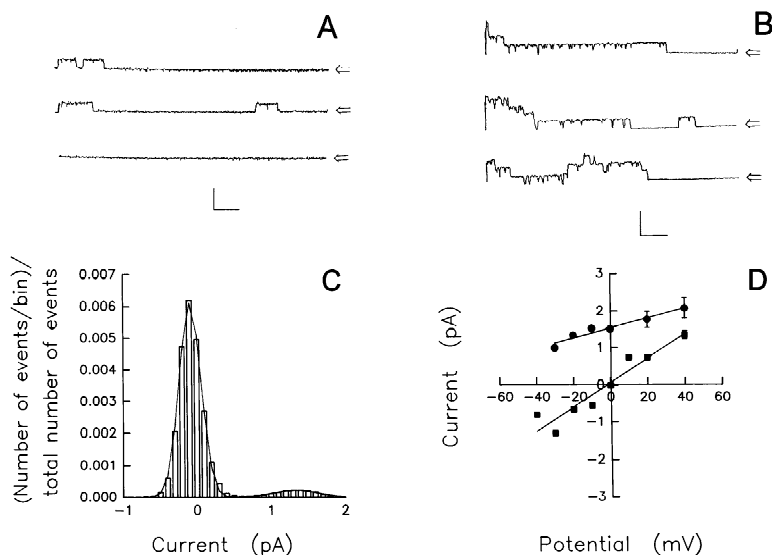 A
B
C
(Number of events/bin)/
total number of events
0.007
0.006
0.005
0.004
0.003
0.002
0.001
0.000
−1
0
1
2
Current (pA)
D
Current (pA)
3
2
1
0
−1
−2
−3
−60
−40
−20
0
20
40
60
Potential (mV)